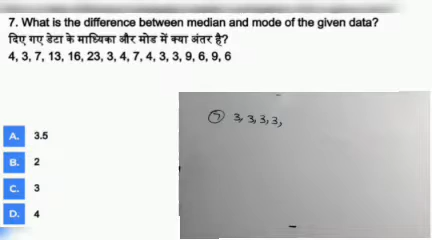 7. What is the difference between median and mode of the given data?
दिए गए डेटा के माध्यिका और मोड में क्या अंतर है?
4, 3, 7, 13, 16, 23, 3, 4, 7, 4, 3, 3, 9, 6, 9, 6
7 3, 3, 3, 3,
A. 3.5
B. 2
C. 3
D. 4